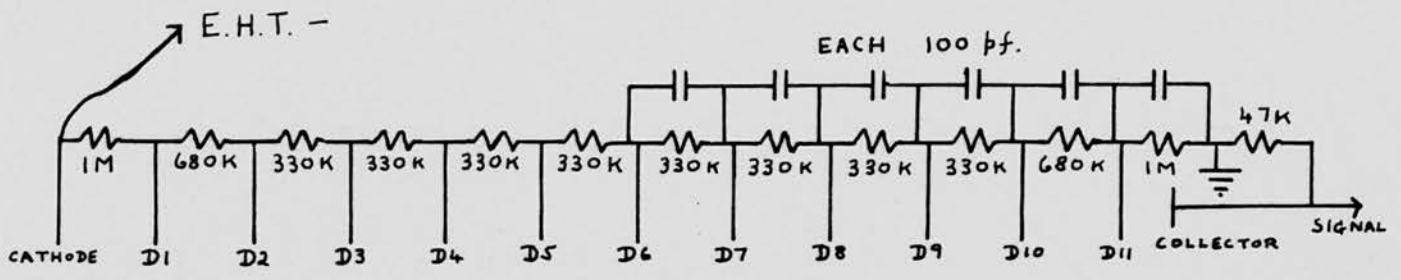 E.H.T. -
EACH 100 pf.
47K
1M 680K 330K 330K 330K 330K 330K 330K 330K 330K 680K 1M
CATHODE D1 D2 D3 D4 D5 D6 D7 D8 D9 D10 D11 COLLECTOR SIGNAL